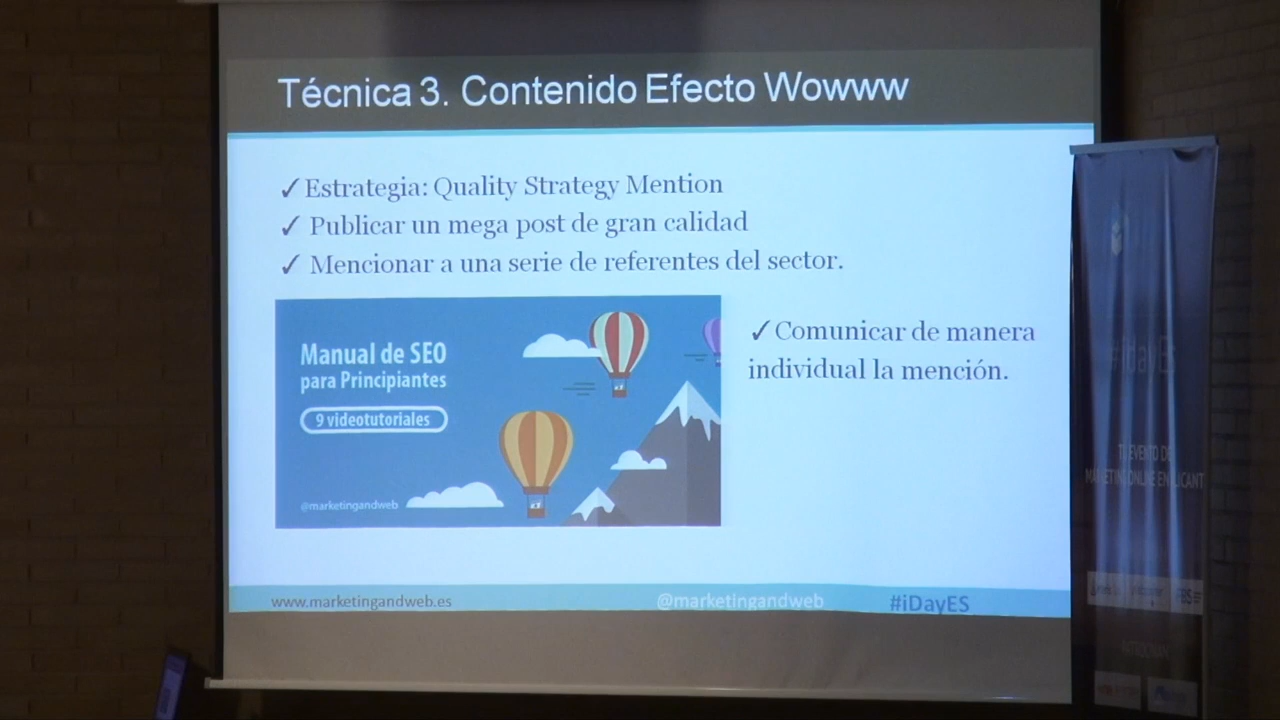 Técnica 3. Contenido Efecto Wowww
✓Estrategia: Quality Strategy Mention
✓ Publicar un mega post de gran calidad
✓ Mencionar a una serie de referentes del sector.
Manual de SEO
para Principiantes
9 videotutoriales
@marketingandweb
✓Comunicar de manera
individual la mención.
www.marketingandweb.es
@marketingandweb
#iDayES
#idayEs